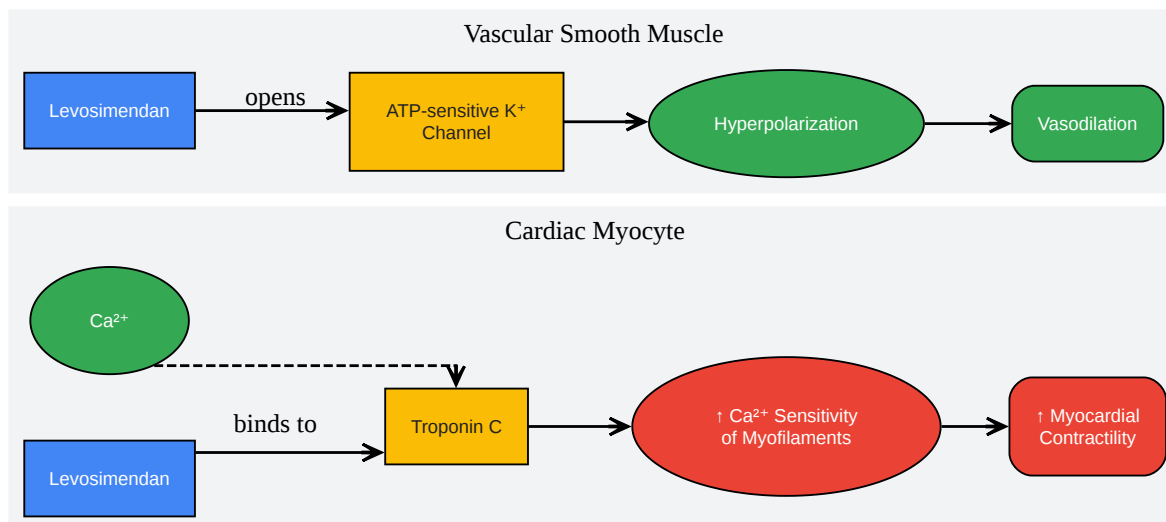 Vascular Smooth Muscle
Levosimendan
opens
ATP-sensitive K⁺
Channel
Hyperpolarization
Vasodilation
Cardiac Myocyte
Ca²⁺
binds to
Levosimendan
Troponin C
↑ Ca²⁺ Sensitivity
of Myofilaments
↑ Myocardial
Contractility